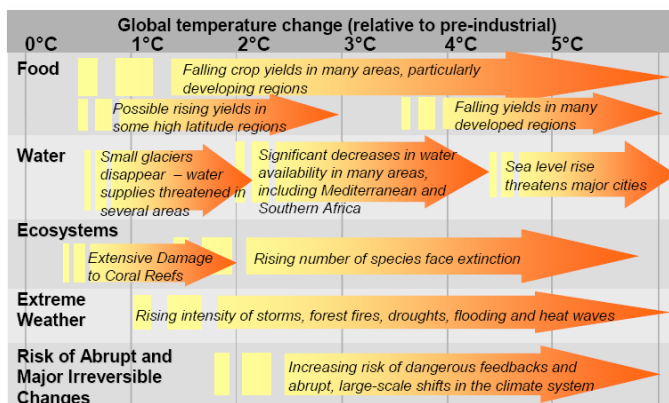 Global temperature change (relative to pre-industrial)
0°C 1°C 2°C 3°C 4°C 5°C
Food
Falling crop yields in many areas, particularly
developing regions
Possible rising yields in
some high latitude regions
Falling yields in many
developed regions
Water
Small glaciers
disappear – water
supplies threatened in
several areas
Significant decreases in water
availability in many areas,
including Mediterranean and
Southern Africa
Sea level rise
threatens major cities
Ecosystems
Extensive Damage
to Coral Reefs
Rising number of species face extinction
Extreme
Weather
Rising intensity of storms, forest fires, droughts, flooding and heat waves
Risk of Abrupt and
Major Irreversible
Changes
Increasing risk of dangerous feedbacks and
abrupt, large-scale shifts in the climate system